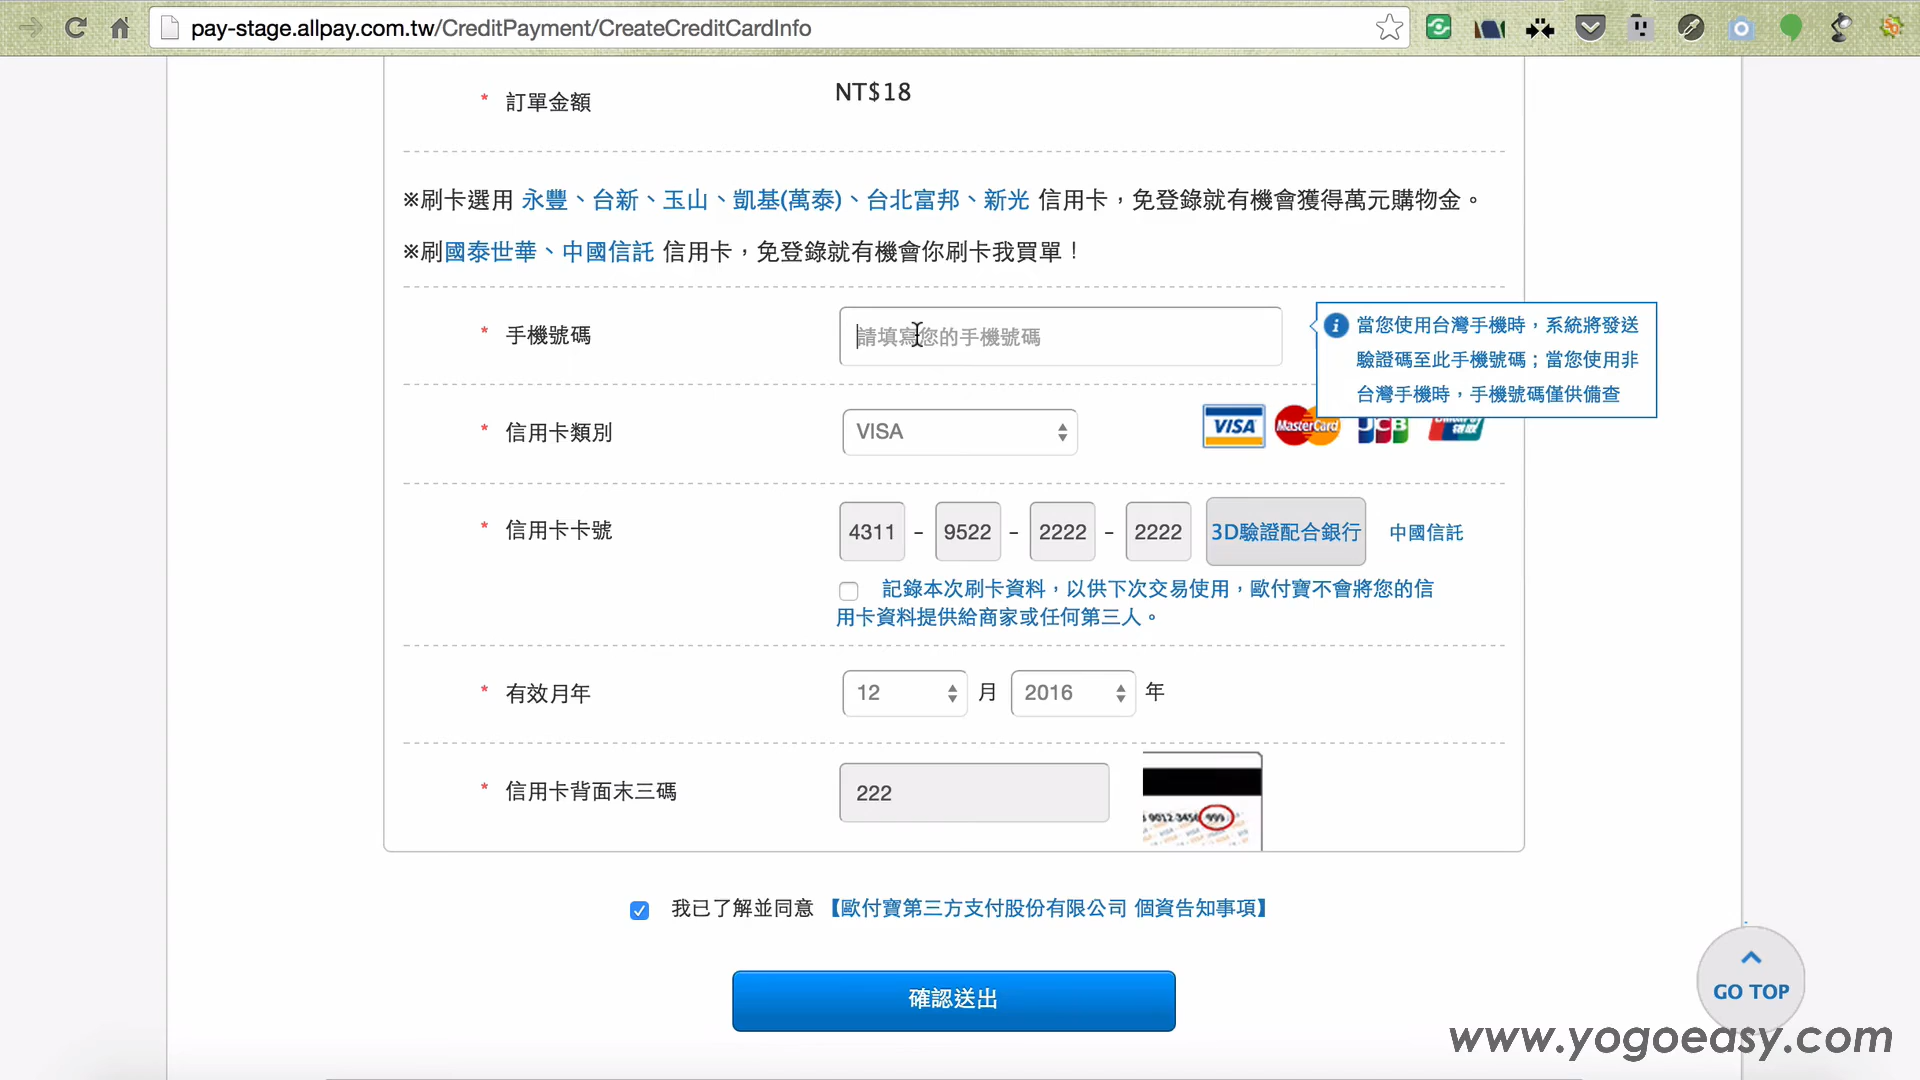 pay-stage.allpay.com.tw/CreditPayment/CreateCreditCardInfo
* 訂單金額 NT$18
※刷卡選用 永豐、台新、玉山、凱基(萬泰)、台北富邦、新光 信用卡，免登錄就有機會獲得萬元購物金。
※刷國泰世華、中國信託 信用卡，免登錄就有機會你刷卡我買單！
* 手機號碼 請填寫您的手機號碼
當您使用台灣手機時，系統將發送
驗證碼至此手機號碼；當您使用非
台灣手機時，手機號碼僅供備查
* 信用卡類別 VISA VISA MasterCard JCB
* 信用卡卡號 4311 - 9522 - 2222 - 2222 3D驗證配合銀行 中國信託
記錄本次刷卡資料，以供下次交易使用，歐付寶不會將您的信
用卡資料提供給商家或任何第三人。
* 有效月年 12 月 2016 年
* 信用卡背面末三碼 222
9012 3456 999
我已了解並同意 【歐付寶第三方支付股份有限公司 個資告知事項】
確認送出
GO TOP
www.yogoeasy.com